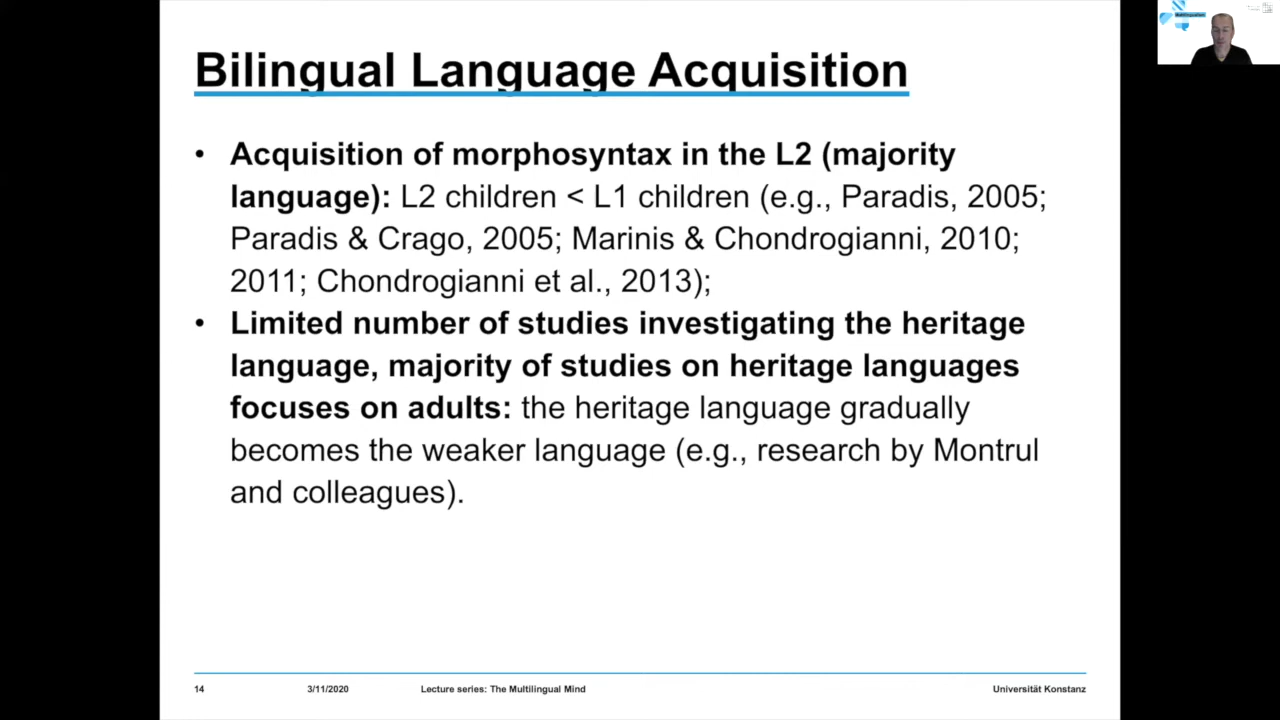 Bilingual Language Acquisition
• Acquisition of morphosyntax in the L2 (majority
language): L2 children < L1 children (e.g., Paradis, 2005;
Paradis & Crago, 2005; Marinis & Chondrogianni, 2010;
2011; Chondrogianni et al., 2013);
• Limited number of studies investigating the heritage
language, majority of studies on heritage languages
focuses on adults: the heritage language gradually
becomes the weaker language (e.g., research by Montrul
and colleagues).
14 3/11/2020 Lecture series: The Multilingual Mind Universität Konstanz